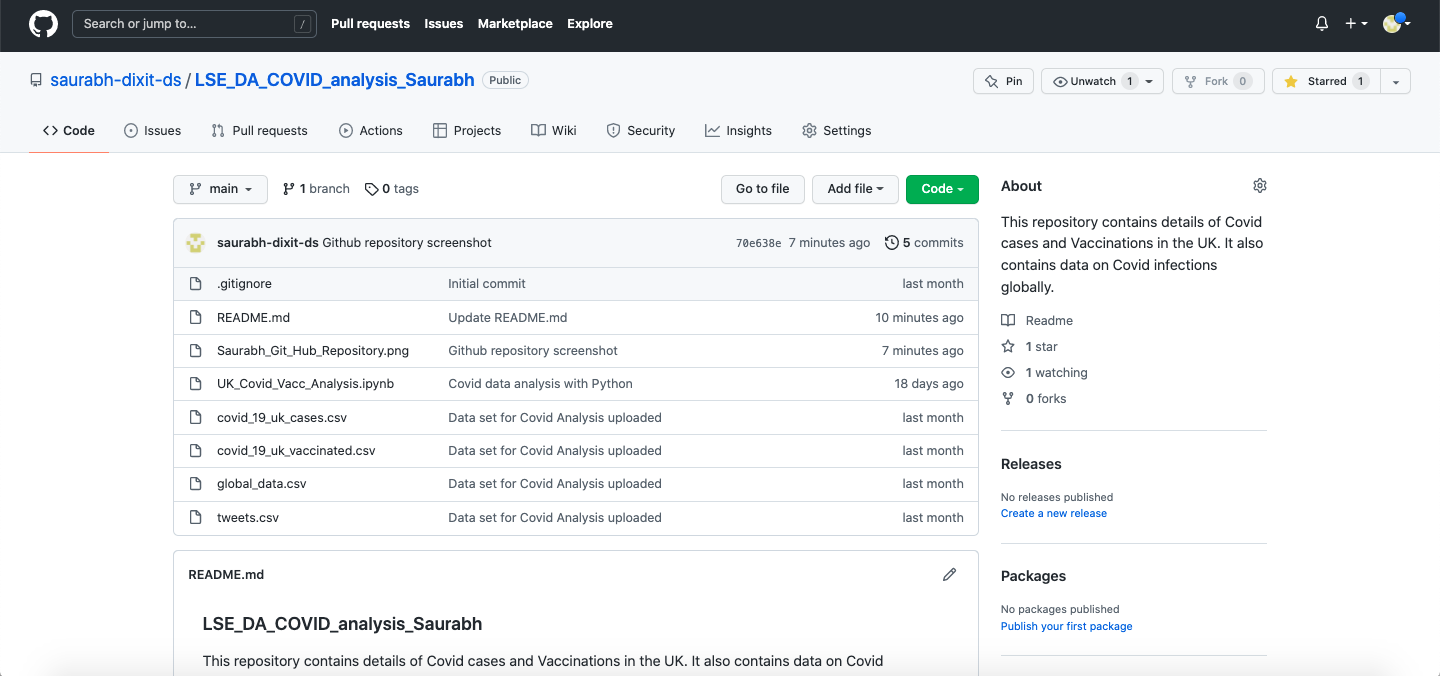 Search or jump to... / Pull requests Issues Marketplace Explore
saurabh-dixit-ds / LSE_DA_COVID_analysis_Saurabh Public Pin Unwatch 1 Fork 0 Starred 1
Code Issues Pull requests Actions Projects Wiki Security Insights Settings
main 1 branch 0 tags Go to file Add file Code
saurabh-dixit-ds Github repository screenshot 70e638e 7 minutes ago 5 commits
.gitignore Initial commit last month
README.md Update README.md 10 minutes ago
Saurabh_Git_Hub_Repository.png Github repository screenshot 7 minutes ago
UK_Covid_Vacc_Analysis.ipynb Covid data analysis with Python 18 days ago
covid_19_uk_cases.csv Data set for Covid Analysis uploaded last month
covid_19_uk_vaccinated.csv Data set for Covid Analysis uploaded last month
global_data.csv Data set for Covid Analysis uploaded last month
tweets.csv Data set for Covid Analysis uploaded last month
README.md
LSE_DA_COVID_analysis_Saurabh
This repository contains details of Covid cases and Vaccinations in the UK. It also contains data on Covid
About
This repository contains details of Covid
cases and Vaccinations in the UK. It also
contains data on Covid infections
globally.
Readme
1 star
1 watching
0 forks
Releases
No releases published
Create a new release
Packages
No packages published
Publish your first package